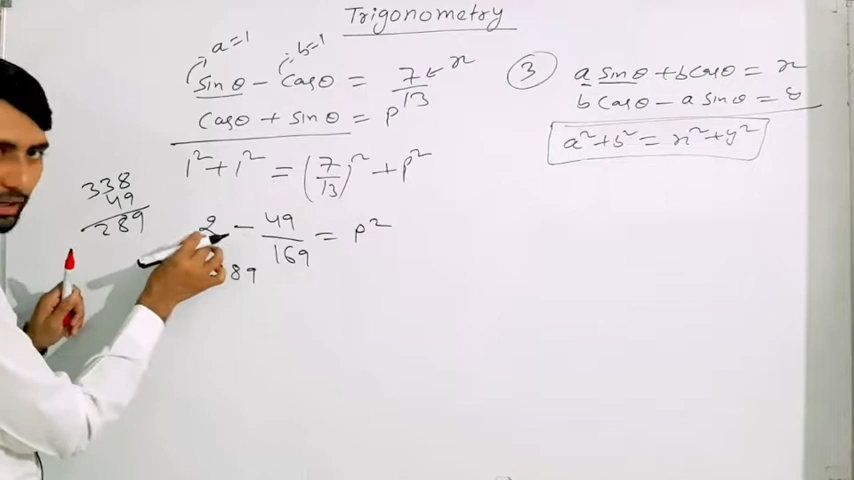 Trigonometry
a=1
b=1
sinθ - cosθ = 7/13 ← x
cosθ + sinθ = p
1² + 1² = (7/13)² + p²
338
49
289
2 - 49/169 = p²
89
3
a sinθ + b cosθ = x
b cosθ - a sinθ = y
a² + b² = x² + y²